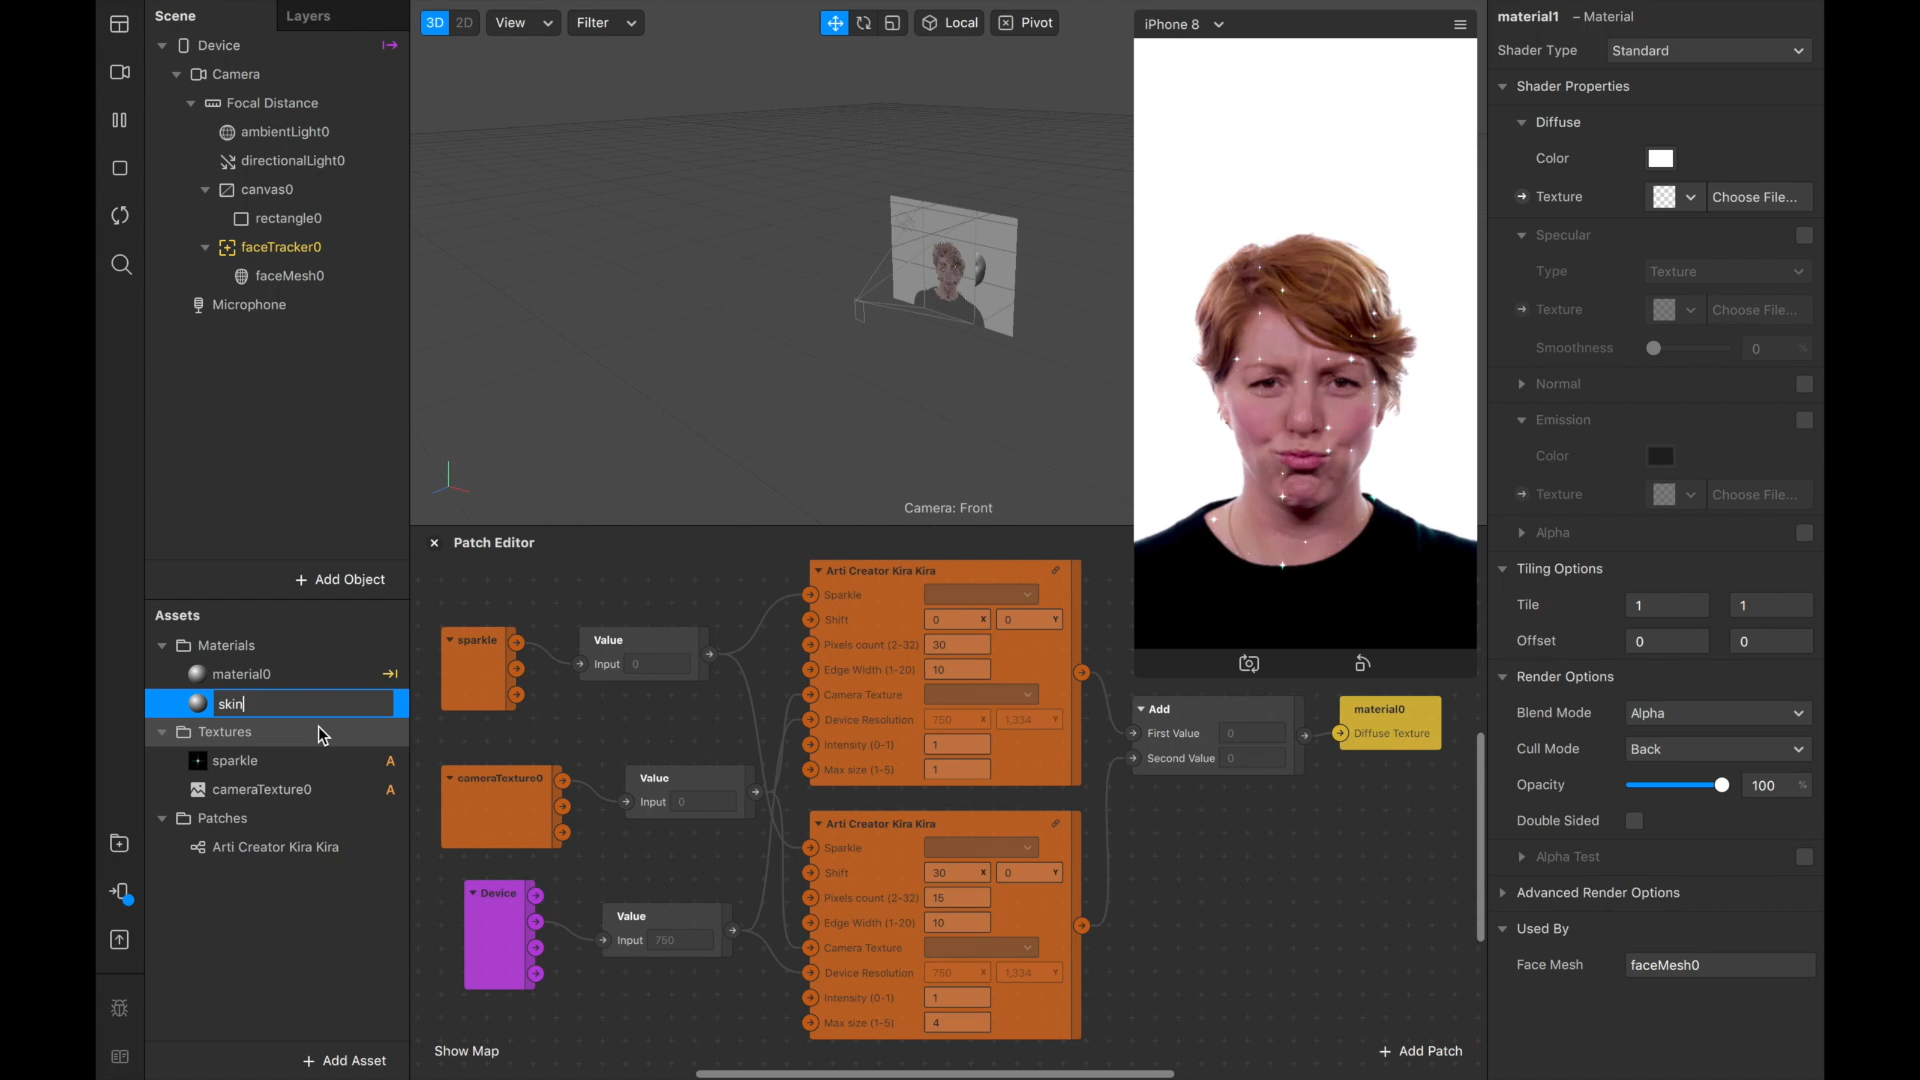 Scene
Layers
Device
Camera
Focal Distance
ambientLight0
directionalLight0
canvas0
rectangle0
faceTracker0
faceMesh0
Microphone
+ Add Object
Assets
Materials
material0
skin
Textures
sparkle A
cameraTexture0 A
Patches
Arti Creator Kira Kira
+ Add Asset
3D 2D View Filter Local Pivot
Camera: Front
iPhone 8
Patch Editor
sparkle
Value
Input 0
cameraTexture0
Value
Input 0
Device
Value
Input 750
Arti Creator Kira Kira
Sparkle
Shift 0 X 0 Y
Pixels count (2-32) 30
Edge Width (1-20) 10
Camera Texture
Device Resolution 750 X 1,334 Y
Intensity (0-1) 1
Max size (1-5) 1
Arti Creator Kira Kira
Sparkle
Shift 30 X 0 Y
Pixels count (2-32) 15
Edge Width (1-20) 10
Camera Texture
Device Resolution 750 X 1,334 Y
Intensity (0-1) 1
Max size (1-5) 4
Add
First Value 0
Second Value 0
material0
Diffuse Texture
Show Map
+ Add Patch
material1 – Material
Shader Type Standard
Shader Properties
Diffuse
Color
Texture Choose File...
Specular
Type Texture
Texture Choose File...
Smoothness 0 %
Normal
Emission
Color
Texture Choose File...
Alpha
Tiling Options
Tile 1 1
Offset 0 0
Render Options
Blend Mode Alpha
Cull Mode Back
Opacity 100 %
Double Sided
Alpha Test
Advanced Render Options
Used By
Face Mesh faceMesh0